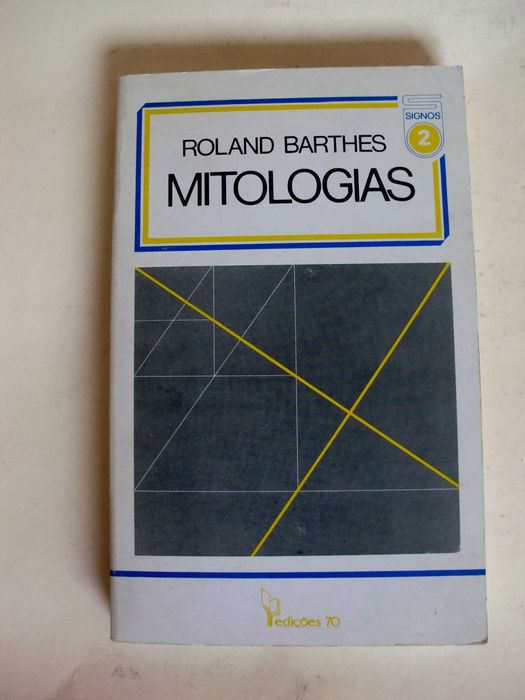 SIGNOS
2
ROLAND BARTHES
MITOLOGIAS
edições 70